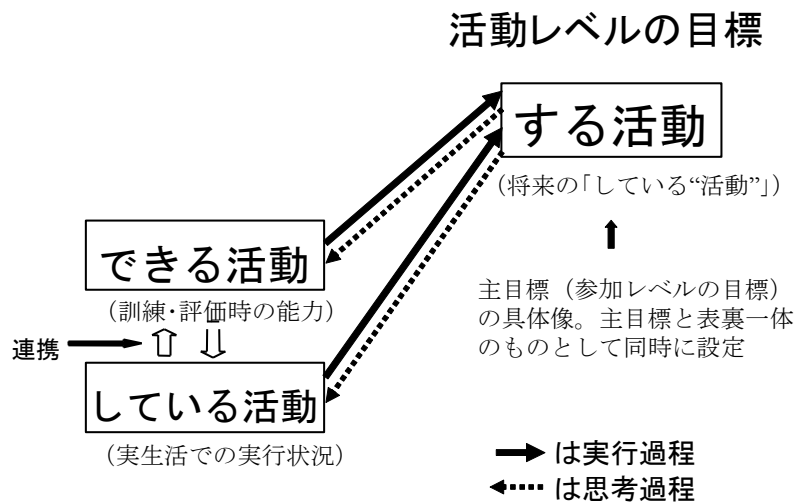 活動レベルの目標
する活動
(将来の「している“活動”」)
できる活動
(訓練・評価時の能力)
連携
している活動
(実生活での実行状況)
主目標（参加レベルの目標）
の具体像。主目標と表裏一体
のものとして同時に設定
は実行過程
は思考過程